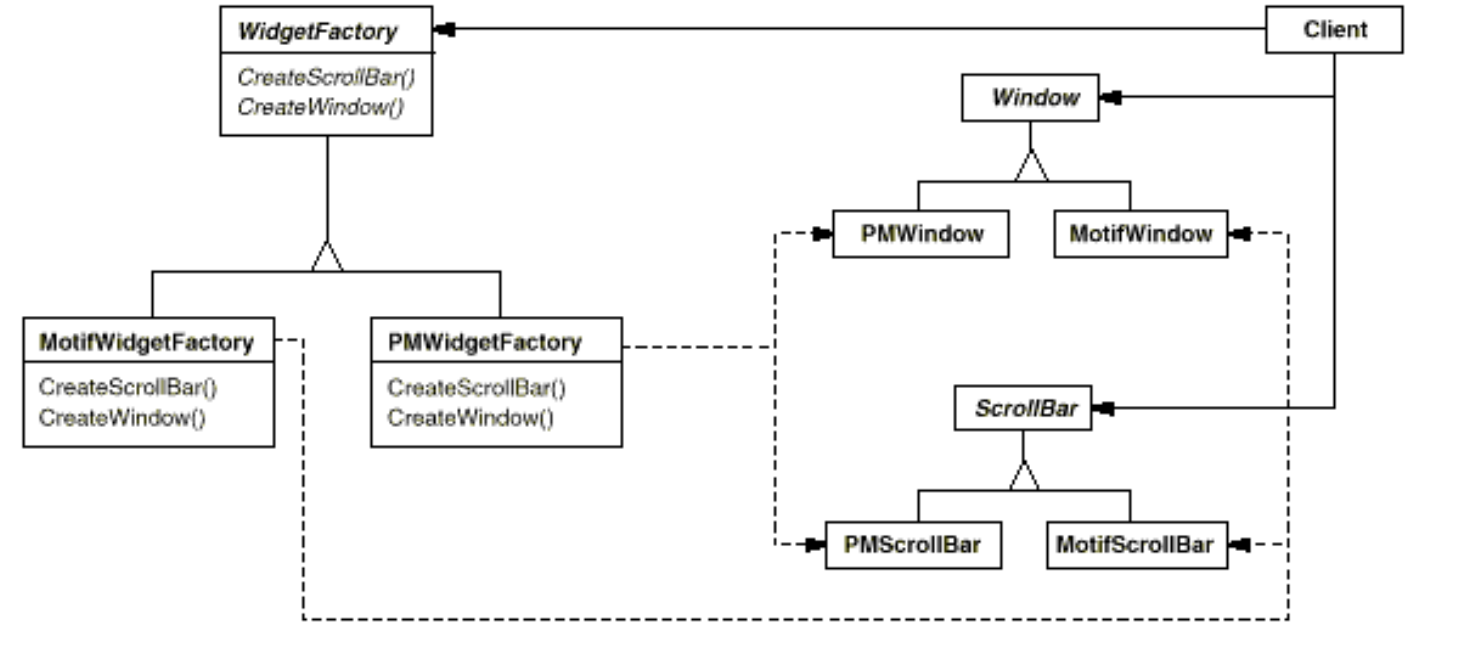 WidgetFactory
CreateScrollBar()
CreateWindow()
Client
Window
PMWindow
MotifWindow
MotifWidgetFactory
CreateScrollBar()
CreateWindow()
PMWidgetFactory
CreateScrollBar()
CreateWindow()
ScrollBar
PMScrollBar
MotifScrollBar